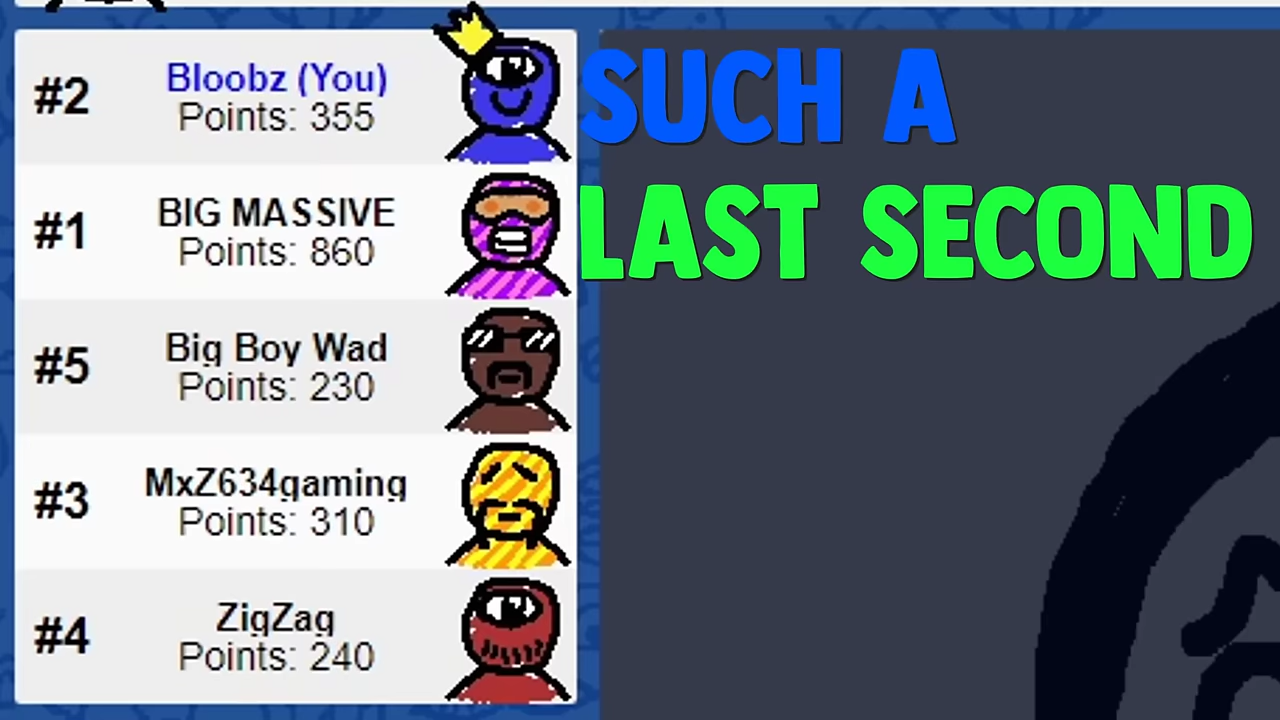 #2
Bloobz (You)
Points: 355
#1
BIG MASSIVE
Points: 860
#5
Big Boy Wad
Points: 230
#3
MxZ634gaming
Points: 310
#4
ZigZag
Points: 240
SUCH A
LAST SECOND